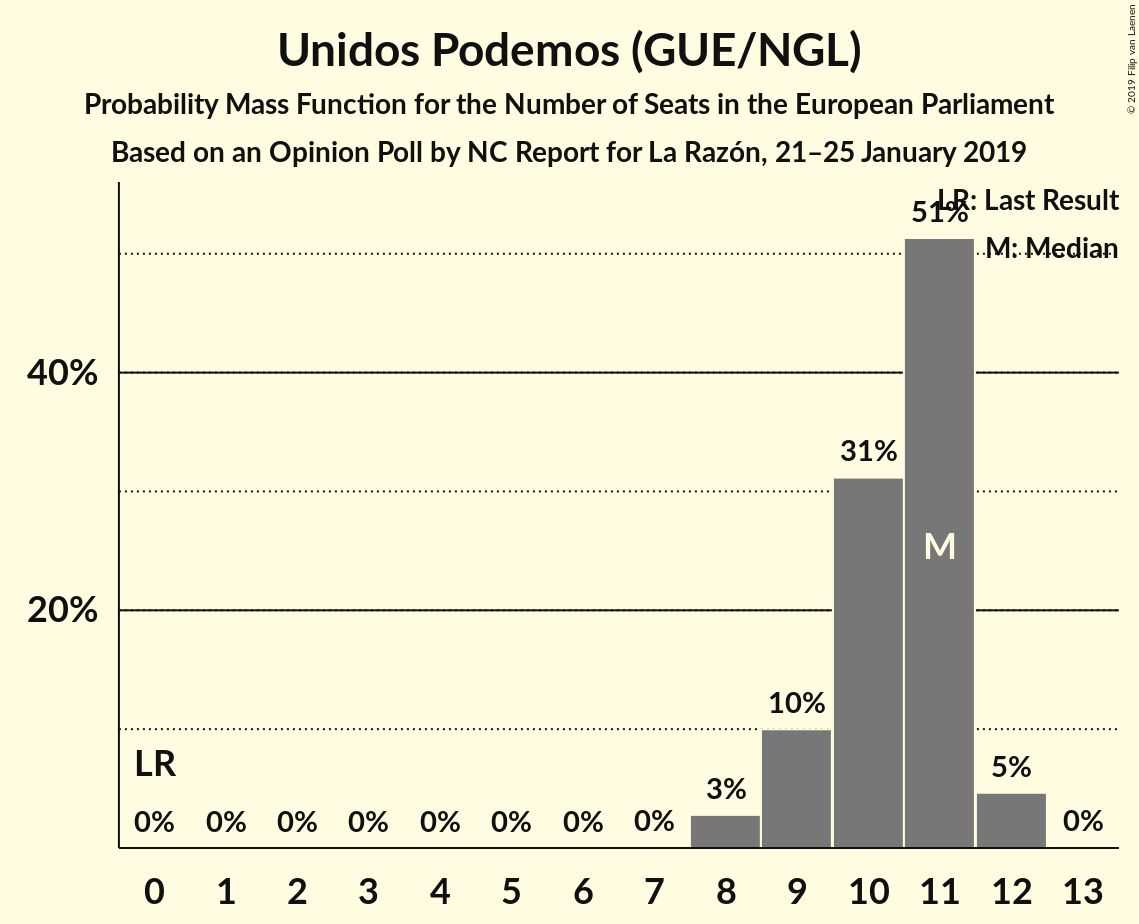 Unidos Podemos (GUE/NGL)
Probability Mass Function for the Number of Seats in the European Parliament
Based on an Opinion Poll by NC Report for La Razón, 21–25 January 2019
© 2019 Filip van Laenen
LR: Last Result
M: Median
51%
40%
31%
M
20%
10%
LR
5%
3%
0% 0% 0% 0% 0% 0% 0% 0% 0%
0 1 2 3 4 5 6 7 8 9 10 11 12 13